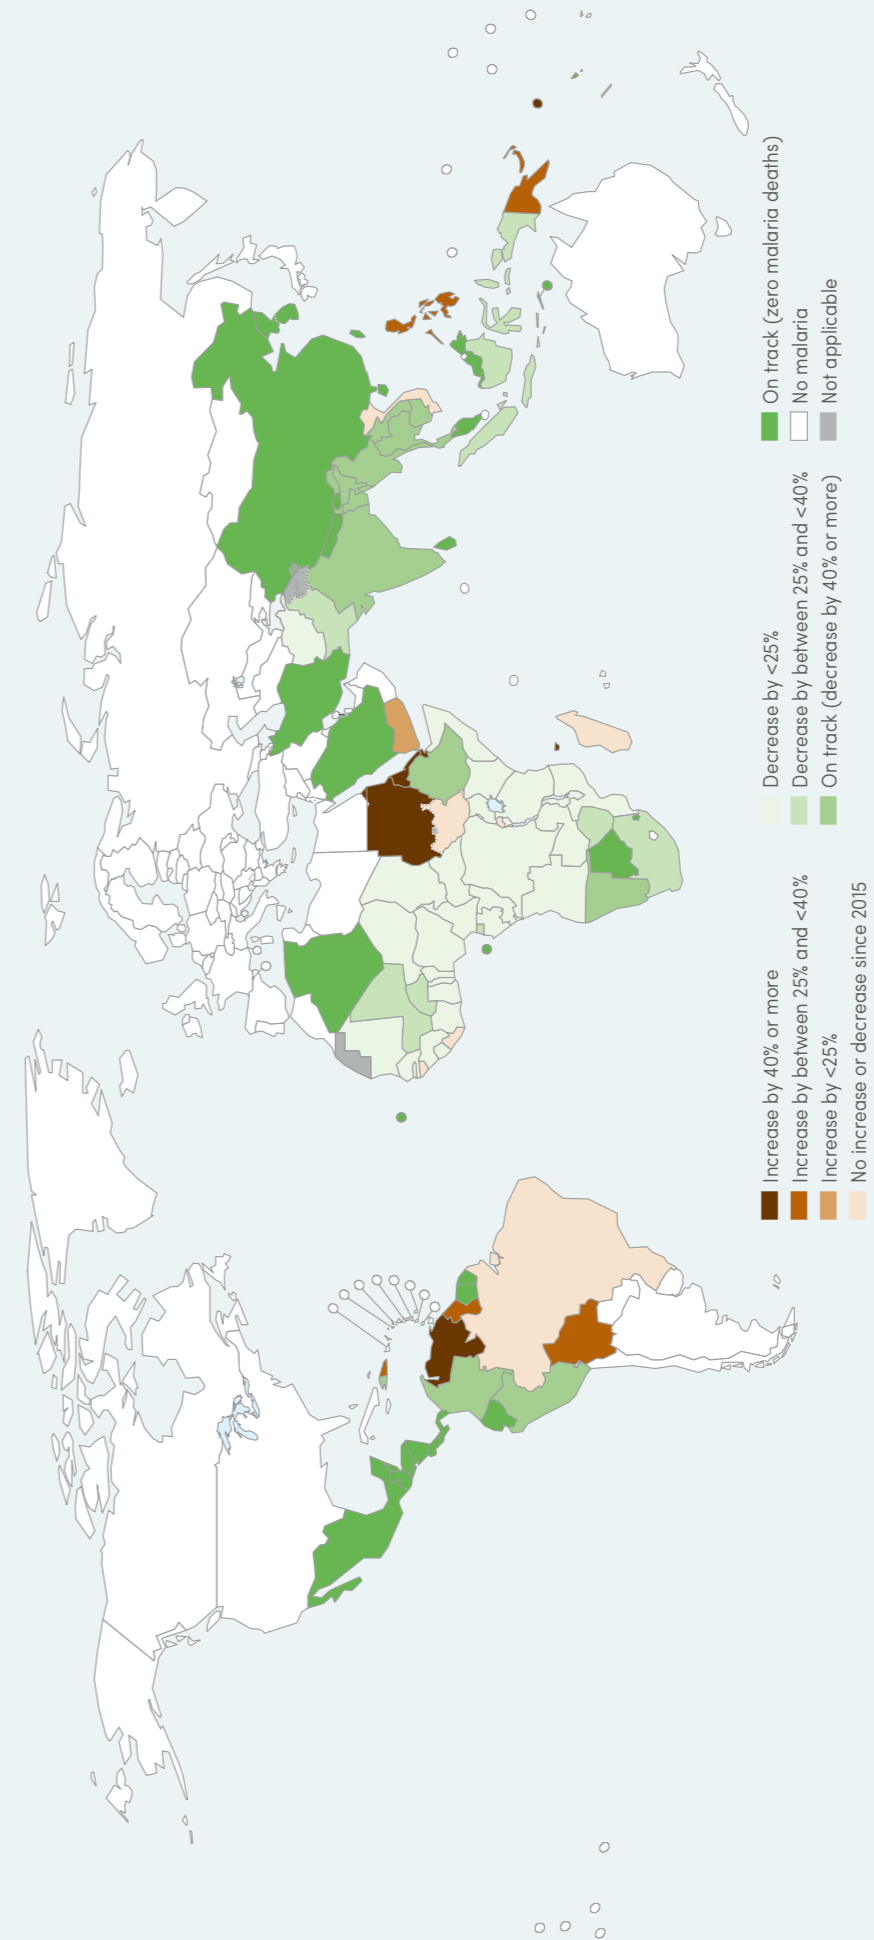 Increase by 40% or more
Increase by between 25% and <40%
Increase by <25%
No increase or decrease since 2015
Decrease by <25%
Decrease by between 25% and <40%
On track (decrease by 40% or more)
On track (zero malaria deaths)
No malaria
Not applicable